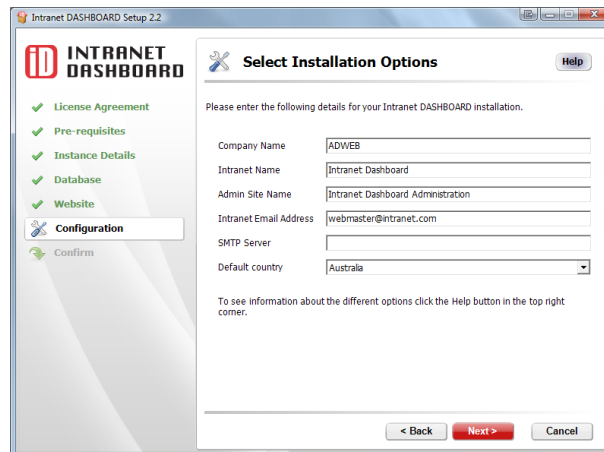 Intranet DASHBOARD Setup 2.2
iD INTRANET
DASHBOARD
License Agreement
Pre-requisites
Instance Details
Database
Website
Configuration
Confirm
Select Installation Options
Help
Please enter the following details for your Intranet DASHBOARD installation.
Company Name ADWEB
Intranet Name Intranet Dashboard
Admin Site Name Intranet Dashboard Administration
Intranet Email Address webmaster@intranet.com
SMTP Server
Default country Australia
To see information about the different options click the Help button in the top right
corner.
< Back Next > Cancel